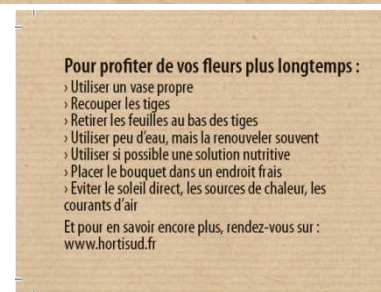 Pour profiter de vos fleurs plus longtemps :
› Utiliser un vase propre
› Recouper les tiges
› Retirer les feuilles au bas des tiges
› Utiliser peu d'eau, mais la renouveler souvent
› Utiliser si possible une solution nutritive
› Placer le bouquet dans un endroit frais
› Eviter le soleil direct, les sources de chaleur, les
courants d'air
Et pour en savoir encore plus, rendez-vous sur :
www.hortisud.fr